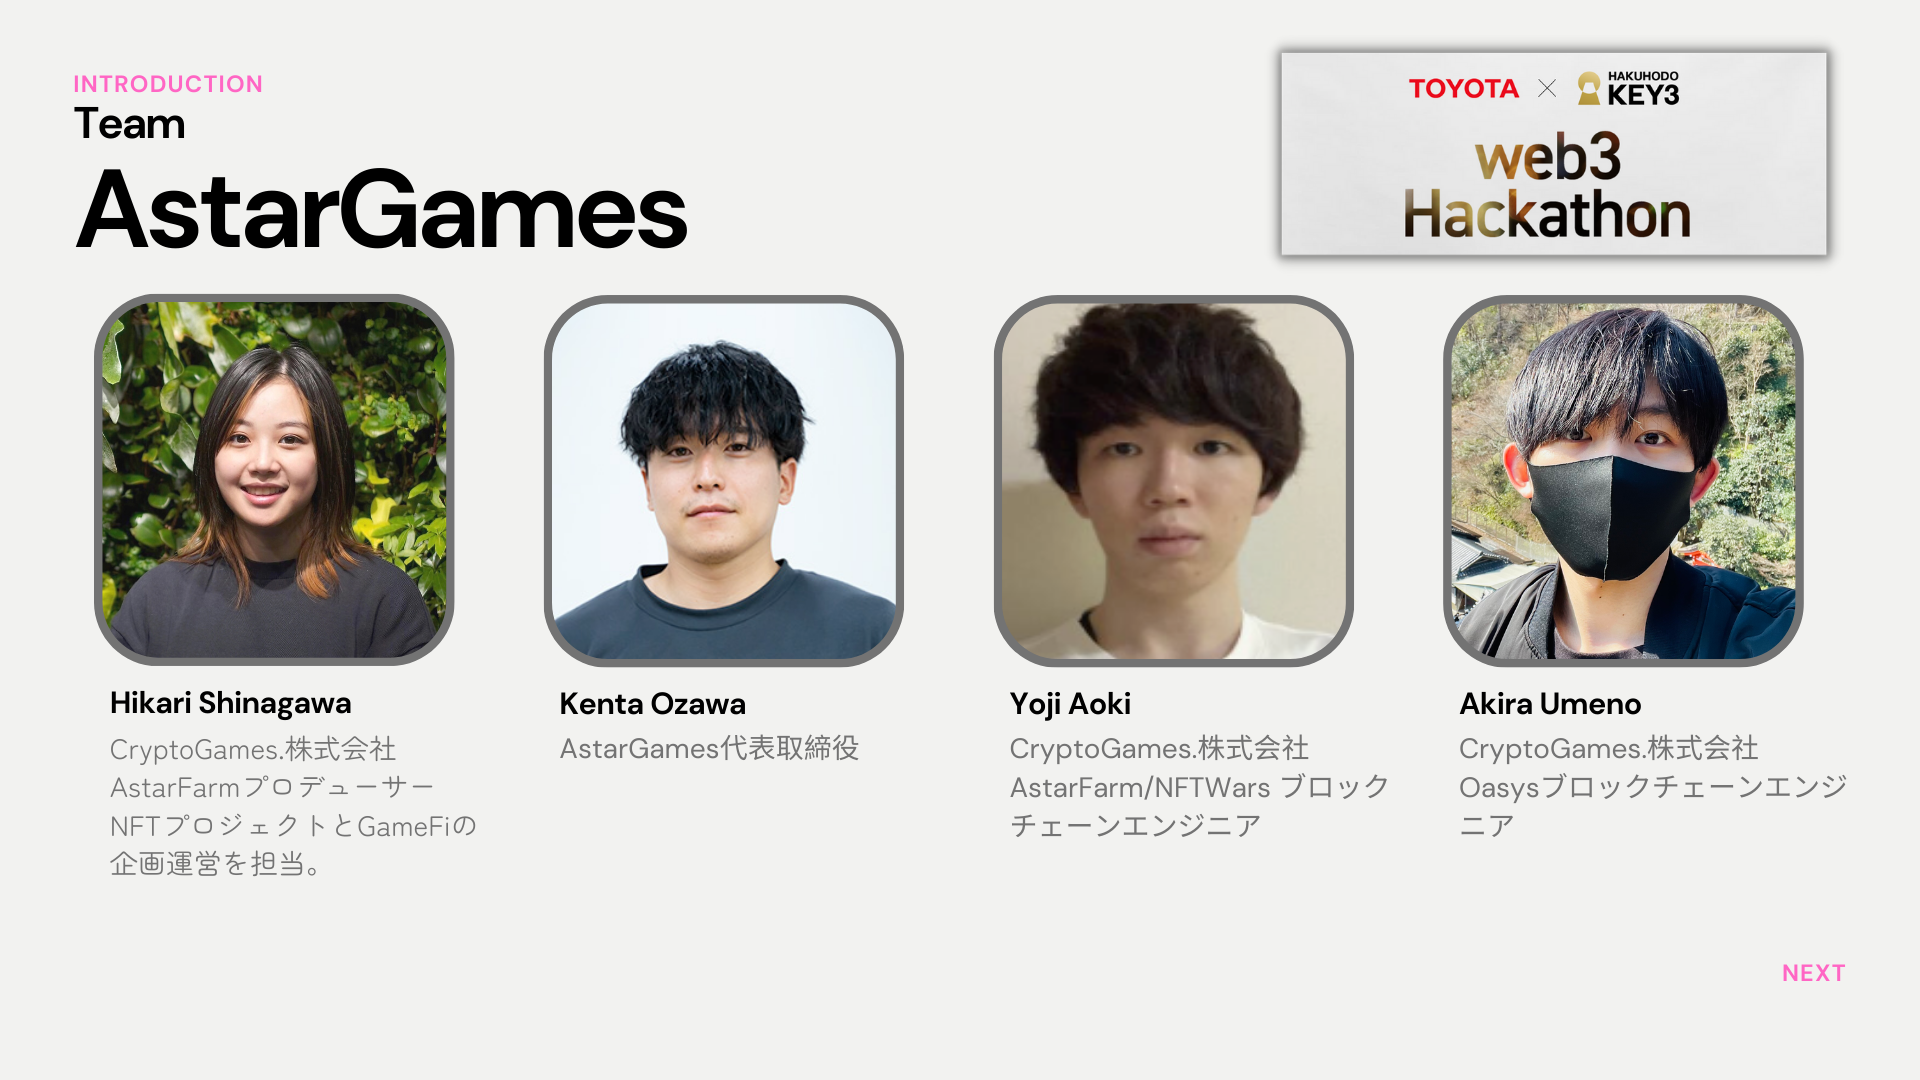 INTRODUCTION
Team
AstarGames
TOYOTA × HAKUHODO KEY3
web3
Hackathon
Hikari Shinagawa
CryptoGames.株式会社
AstarFarmプロデューサー
NFTプロジェクトとGameFiの
企画運営を担当。
Kenta Ozawa
AstarGames代表取締役
Yoji Aoki
CryptoGames.株式会社
AstarFarm/NFTWars ブロック
チェーンエンジニア
Akira Umeno
CryptoGames.株式会社
Oasysブロックチェーンエンジ
ニア
NEXT